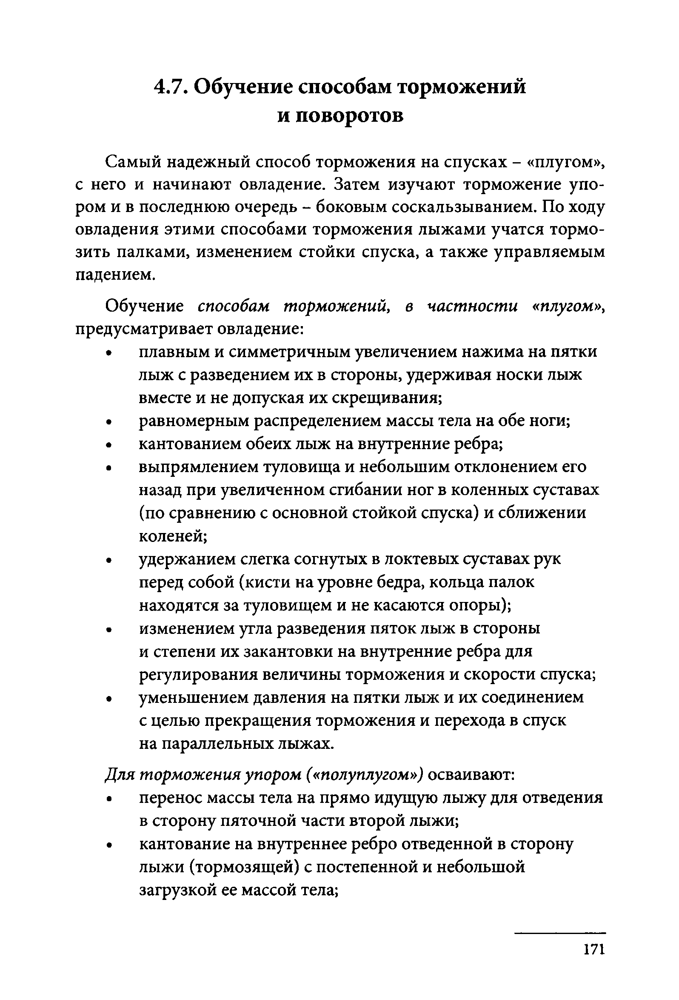 4.7. Обучение способам торможений
и поворотов
Самый надежный способ торможения на спусках – «плугом»,
с него и начинают овладение. Затем изучают торможение упо-
ром и в последнюю очередь – боковым соскальзыванием. По ходу
овладения этими способами торможения лыжами учатся тормо-
зить палками, изменением стойки спуска, а также управляемым
падением.
Обучение способам торможений, в частности «плугом»,
предусматривает овладение:
• плавным и симметричным увеличением нажима на пятки
лыж с разведением их в стороны, удерживая носки лыж
вместе и не допуская их скрещивания;
• равномерным распределением массы тела на обе ноги;
• кантованием обеих лыж на внутренние ребра;
• выпрямлением туловища и небольшим отклонением его
назад при увеличенном сгибании ног в коленных суставах
(по сравнению с основной стойкой спуска) и сближении
коленей;
• удержанием слегка согнутых в локтевых суставах рук
перед собой (кисти на уровне бедра, кольца палок
находятся за туловищем и не касаются опоры);
• изменением угла разведения пяток лыж в стороны
и степени их закантовки на внутренние ребра для
регулирования величины торможения и скорости спуска;
• уменьшением давления на пятки лыж и их соединением
с целью прекращения торможения и перехода в спуск
на параллельных лыжах.
Для торможения упором («полуплугом») осваивают:
• перенос массы тела на прямо идущую лыжу для отведения
в сторону пяточной части второй лыжи;
• кантование на внутреннее ребро отведенной в сторону
лыжи (тормозящей) с постепенной и небольшой
загрузкой ее массой тела;
171